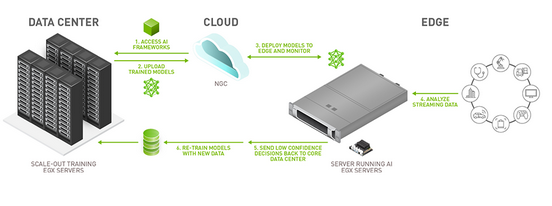 DATA CENTER
CLOUD
EDGE
1. ACCESS AI
FRAMEWORKS
2. UPLOAD
TRAINED MODELS
NGC
3. DEPLOY MODELS TO
EDGE AND MONITOR
4. ANALYZE
STREAMING DATA
6. RE-TRAIN MODELS
WITH NEW DATA
5. SEND LOW CONFIDENCE
DECISIONS BACK TO CORE
DATA CENTER
SCALE-OUT TRAINING
EGX SERVERS
SERVER RUNNING AI
EGX SERVERS